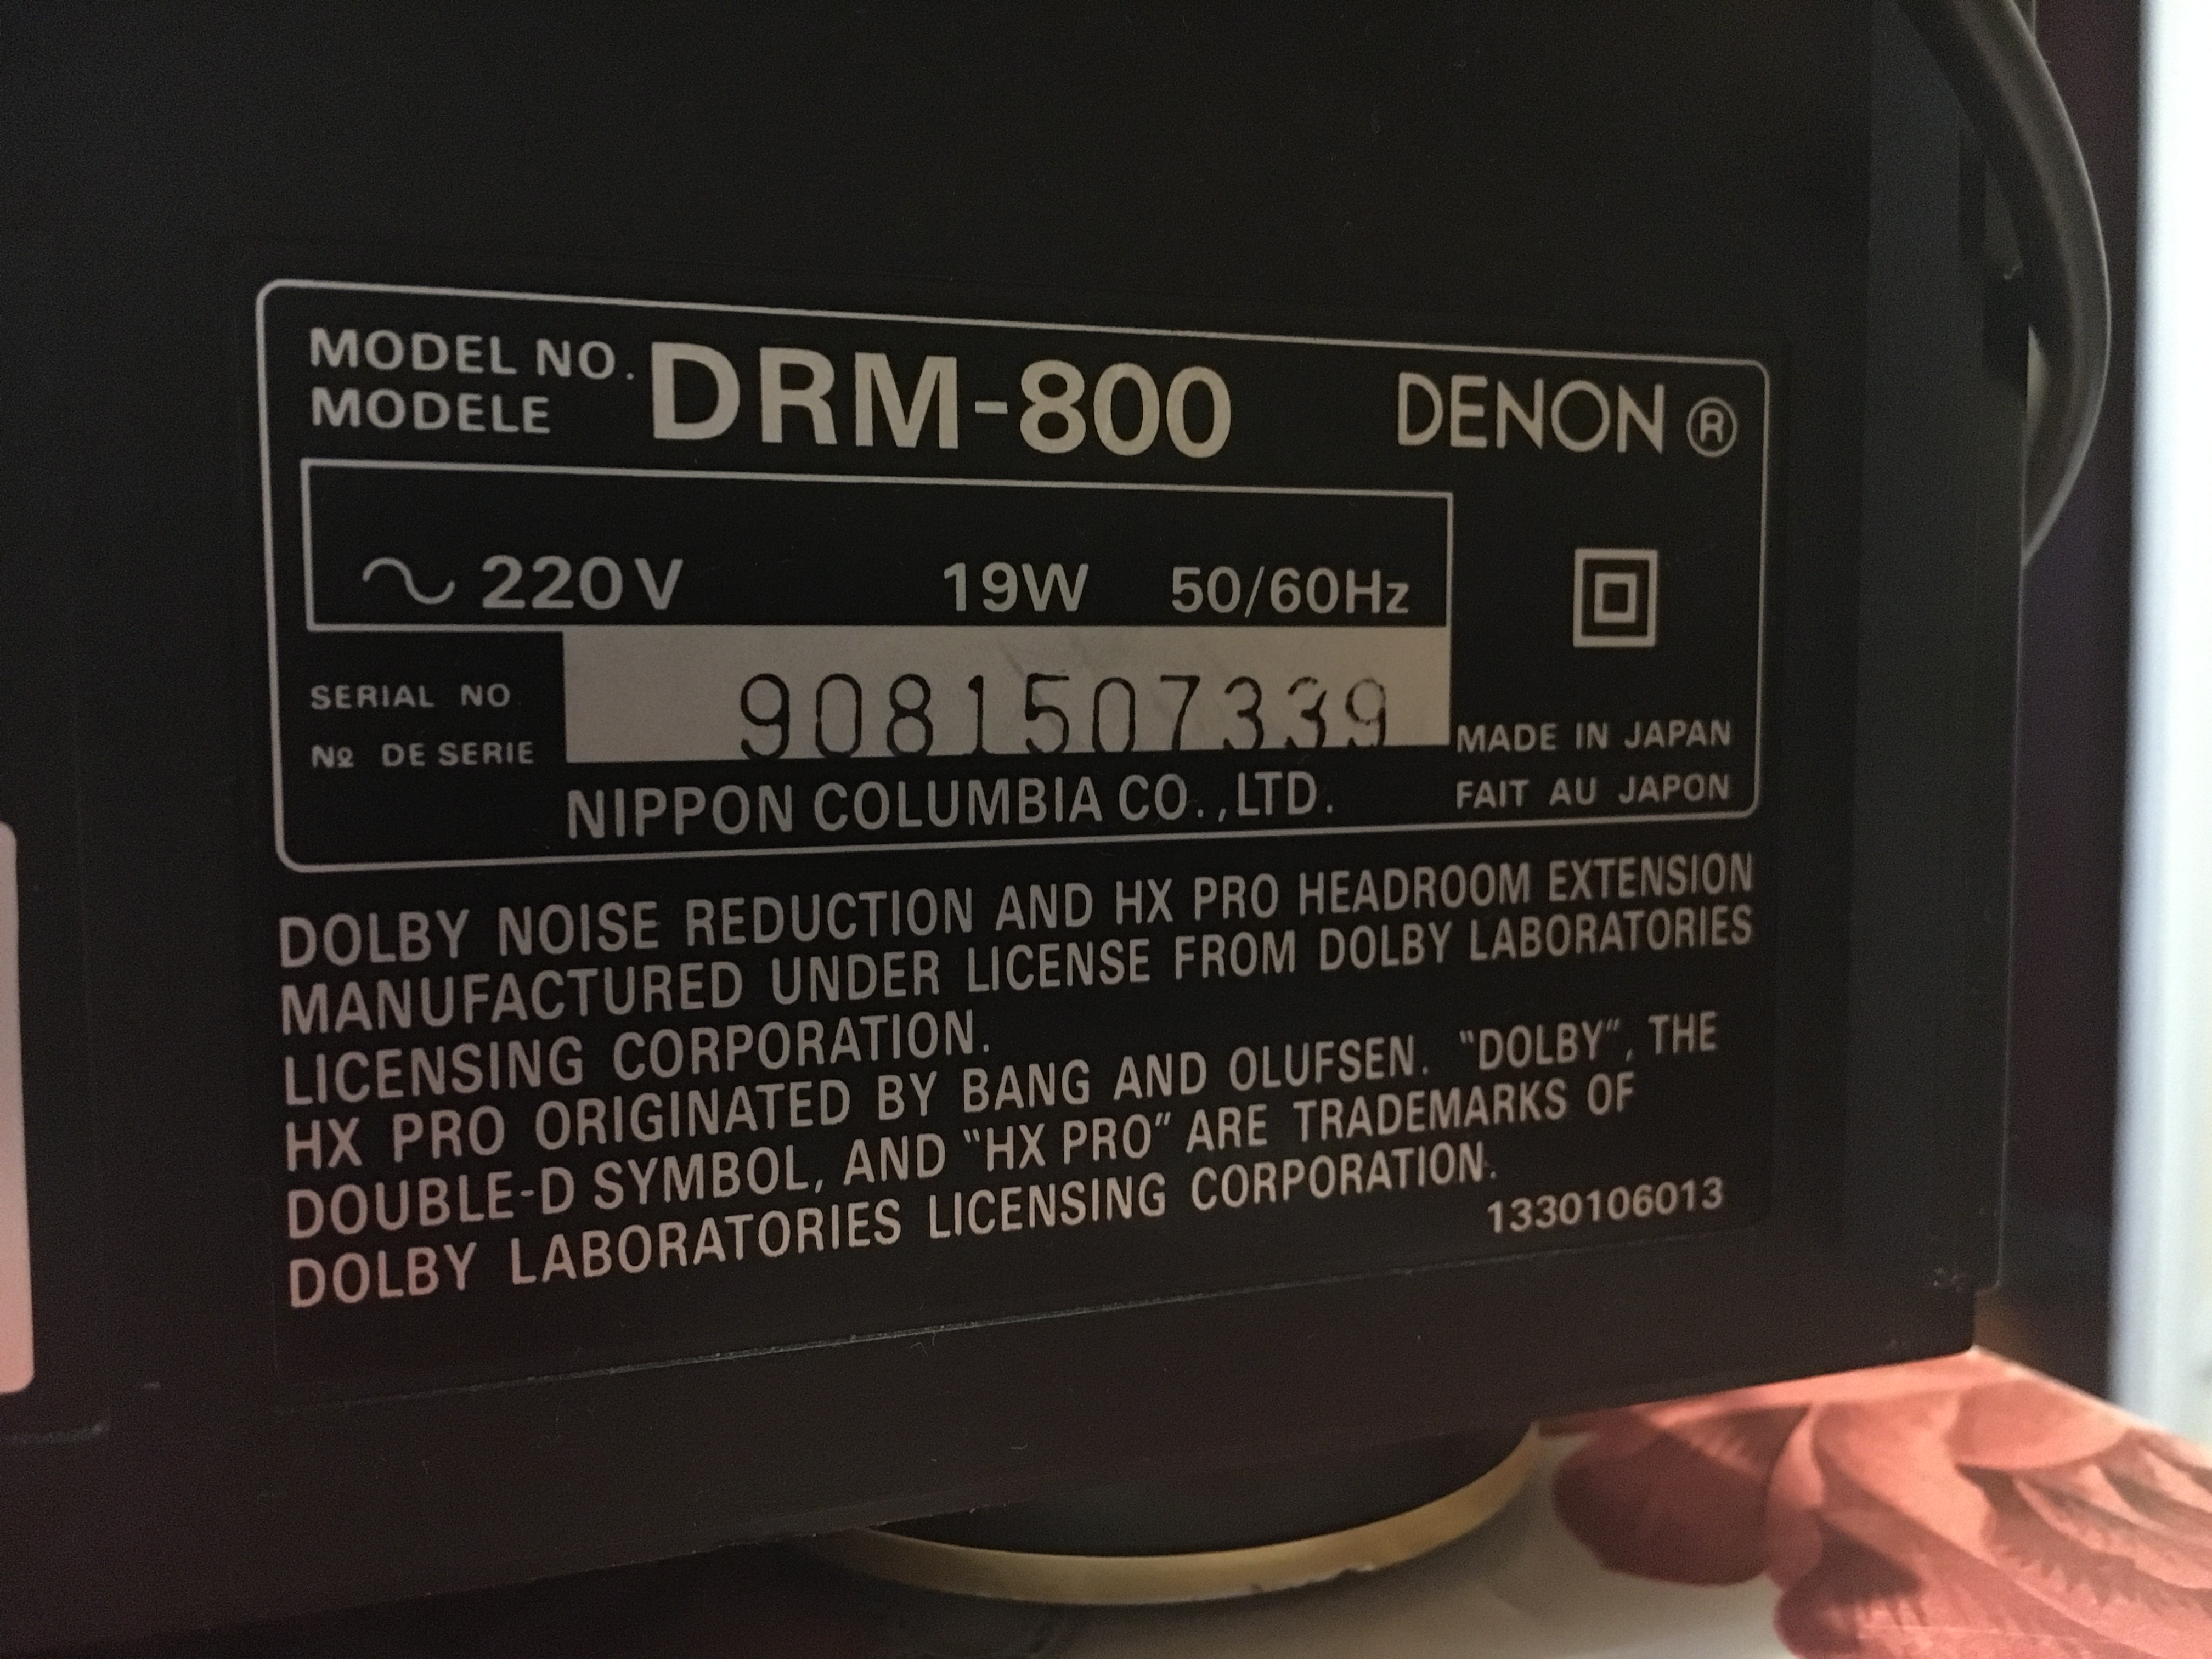 MODEL NO. DRM-800 DENON ®
MODELE
~ 220V 19W 50/60Hz
SERIAL NO
9081507339
Nº DE SERIE
MADE IN JAPAN
NIPPON COLUMBIA CO.,LTD.
FAIT AU JAPON
DOLBY NOISE REDUCTION AND HX PRO HEADROOM EXTENSION
MANUFACTURED UNDER LICENSE FROM DOLBY LABORATORIES
LICENSING CORPORATION.
HX PRO ORIGINATED BY BANG AND OLUFSEN. "DOLBY", THE
DOUBLE-D SYMBOL, AND "HX PRO" ARE TRADEMARKS OF
DOLBY LABORATORIES LICENSING CORPORATION.
1330106013